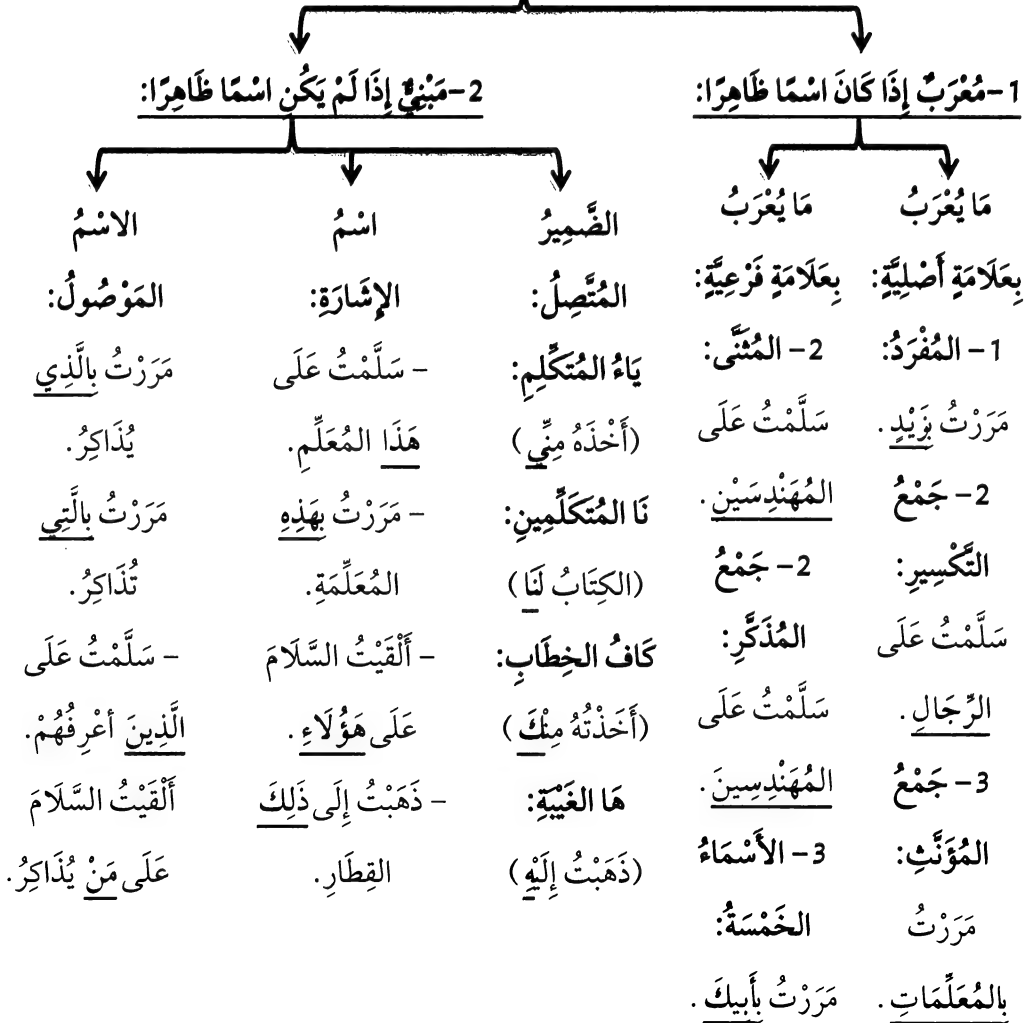 1-مُعْرَبٌ إِذَا كَانَ اسْمًا ظَاهِرًا:
مَا يُعْرَبُ
بِعَلَامَةٍ أَصْلِيَّةٍ:
1- المُفْرَدُ:
مَرَرْتُ بِزَيْدٍ.
2- جَمْعُ
التَّكْسِيرِ:
سَلَّمْتُ عَلَى
الرِّجَالِ.
3- جَمْعُ
المُؤَنَّثِ:
مَرَرْتُ
بِالمُعَلِّمَاتِ.
مَا يُعْرَبُ
بِعَلَامَةٍ فَرْعِيَّةٍ:
2- المُثَنَّى:
سَلَّمْتُ عَلَى
المُهَنْدِسَيْنِ.
2- جَمْعُ
المُذَكَّرِ:
سَلَّمْتُ عَلَى
المُهَنْدِسِينَ.
3- الأَسْمَاءُ
الخَمْسَةُ:
مَرَرْتُ بِأَبِيكَ.
2-مَبْنِيٌّ إِذَا لَمْ يَكُنِ اسْمًا ظَاهِرًا:
الضَّمِيرُ
المُتَّصِلُ:
يَاءُ المُتَكَلِّمِ:
(أَخْذَهُ مِنِّي)
نَا المُتَكَلِّمِينِ:
(الكِتَابُ لَنَا)
كَافُ الخِطَابِ:
(أَخَذْتُهُ مِنْكَ)
هَا الغَيْبَةِ:
(ذَهَبْتُ إِلَيْهِ)
اسْمُ
الإِشَارَةِ:
- سَلَّمْتُ عَلَى
هَذَا المُعَلِّمِ.
- مَرَرْتُ بِهَذِهِ
المُعَلِّمَةِ.
- أَلْقَيْتُ السَّلَامَ
عَلَى هَؤُلَاءِ.
- ذَهَبْتُ إِلَى ذَلِكَ
القِطَارِ.
الاسْمُ
المَوْصُولُ:
مَرَرْتُ بِالَّذِي
يُذَاكِرُ.
مَرَرْتُ بِالَّتِي
تُذَاكِرُ.
- سَلَّمْتُ عَلَى
الَّذِينَ أعْرِفُهُمْ.
أَلْقَيْتُ السَّلَامَ
عَلَى مَنْ يُذَاكِرُ.